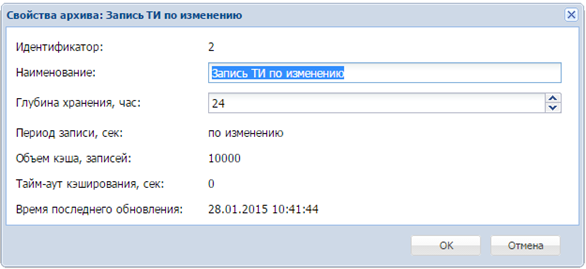 Свойства архива: Запись ТИ по изменению
Идентификатор: 2
Наименование: Запись ТИ по изменению
Глубина хранения, час: 24
Период записи, сек: по изменению
Объем кэша, записей: 10000
Тайм-аут кэширования, сек: 0
Время последнего обновления: 28.01.2015 10:41:44
ОК Отмена